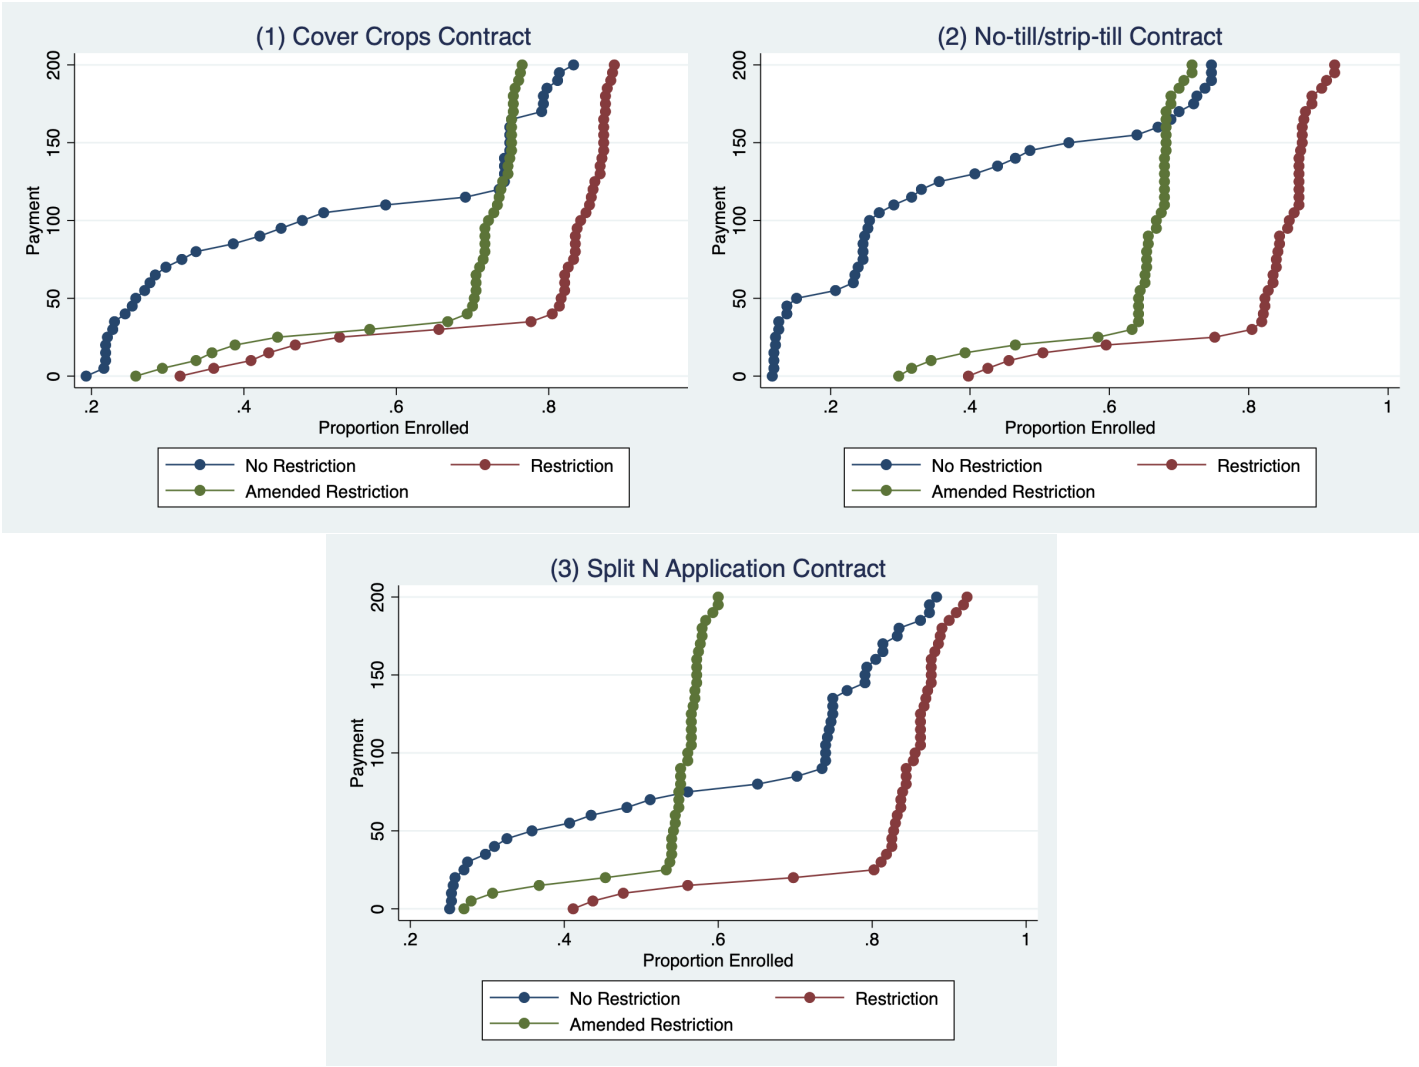 (1) Cover Crops Contract
Payment
200
150
100
50
0
.2 .4 .6 .8
Proportion Enrolled
No Restriction Restriction
Amended Restriction
(2) No-till/strip-till Contract
Payment
200
150
100
50
0
.2 .4 .6 .8 1
Proportion Enrolled
No Restriction Restriction
Amended Restriction
(3) Split N Application Contract
Payment
200
150
100
50
0
.2 .4 .6 .8 1
Proportion Enrolled
No Restriction Restriction
Amended Restriction